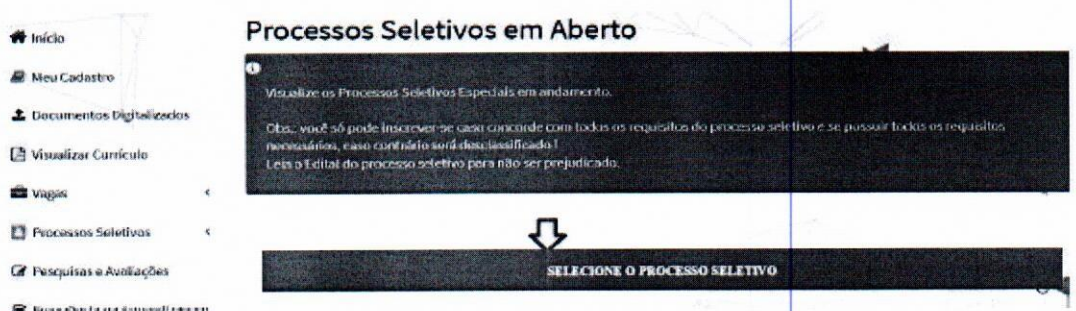 Início
Meu Cadastro
Documentos Digitalizados
Visualizar Currículo
Vagas
Processos Seletivos
Pesquisas e Avaliações
Processos Seletivos em Aberto
Visualize os Processos Seletivos Especiais em andamento.
Obs.: você só pode inscrever-se caso concorde com todos os requisitos do processo seletivo e se possuir todos os requisitos
necessários, caso contrário será desclassificado !
Leia o Edital do processo seletivo para não ser prejudicado.
SELECIONE O PROCESSO SELETIVO